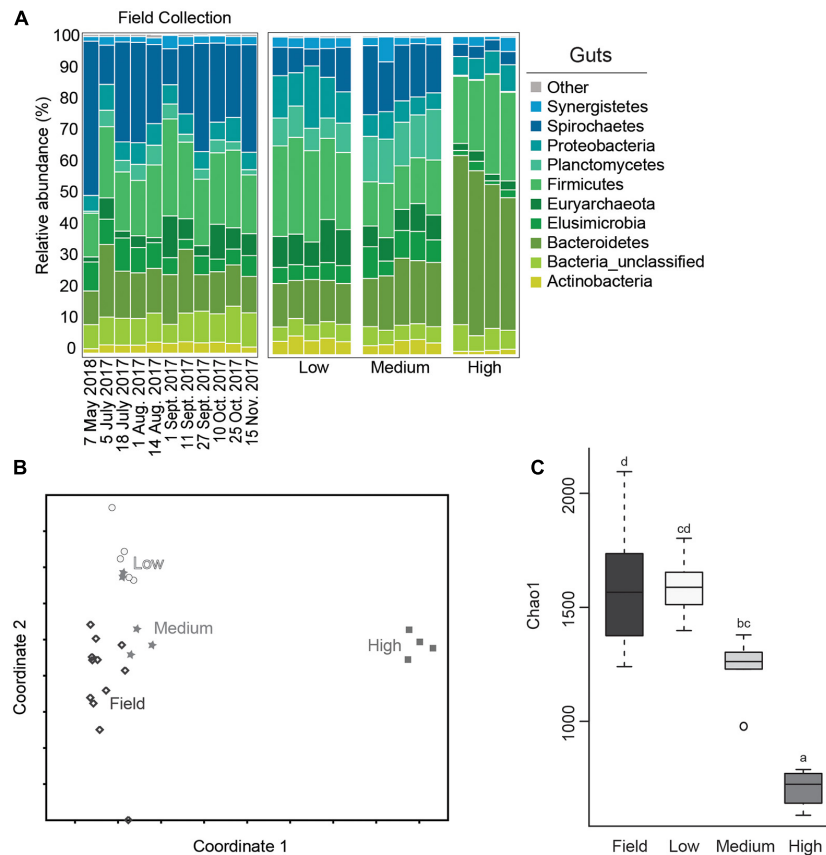 A
Field Collection
Relative abundance (%)
100
90
80
70
60
50
40
30
20
10
0
7 May 2018
5 July 2017
18 July 2017
1 Aug. 2017
14 Aug. 2017
1 Sept. 2017
11 Sept. 2017
27 Sept. 2017
10 Oct. 2017
25 Oct. 2017
15 Nov. 2017
Low
Medium
High
Guts
Other
Synergistetes
Spirochaetes
Proteobacteria
Planctomycetes
Firmicutes
Euryarchaeota
Elusimicrobia
Bacteroidetes
Bacteria_unclassified
Actinobacteria
B
Coordinate 2
Low
Medium
High
Field
Coordinate 1
C
Chao1
2000
1500
1000
d
cd
bc
a
Field
Low
Medium
High